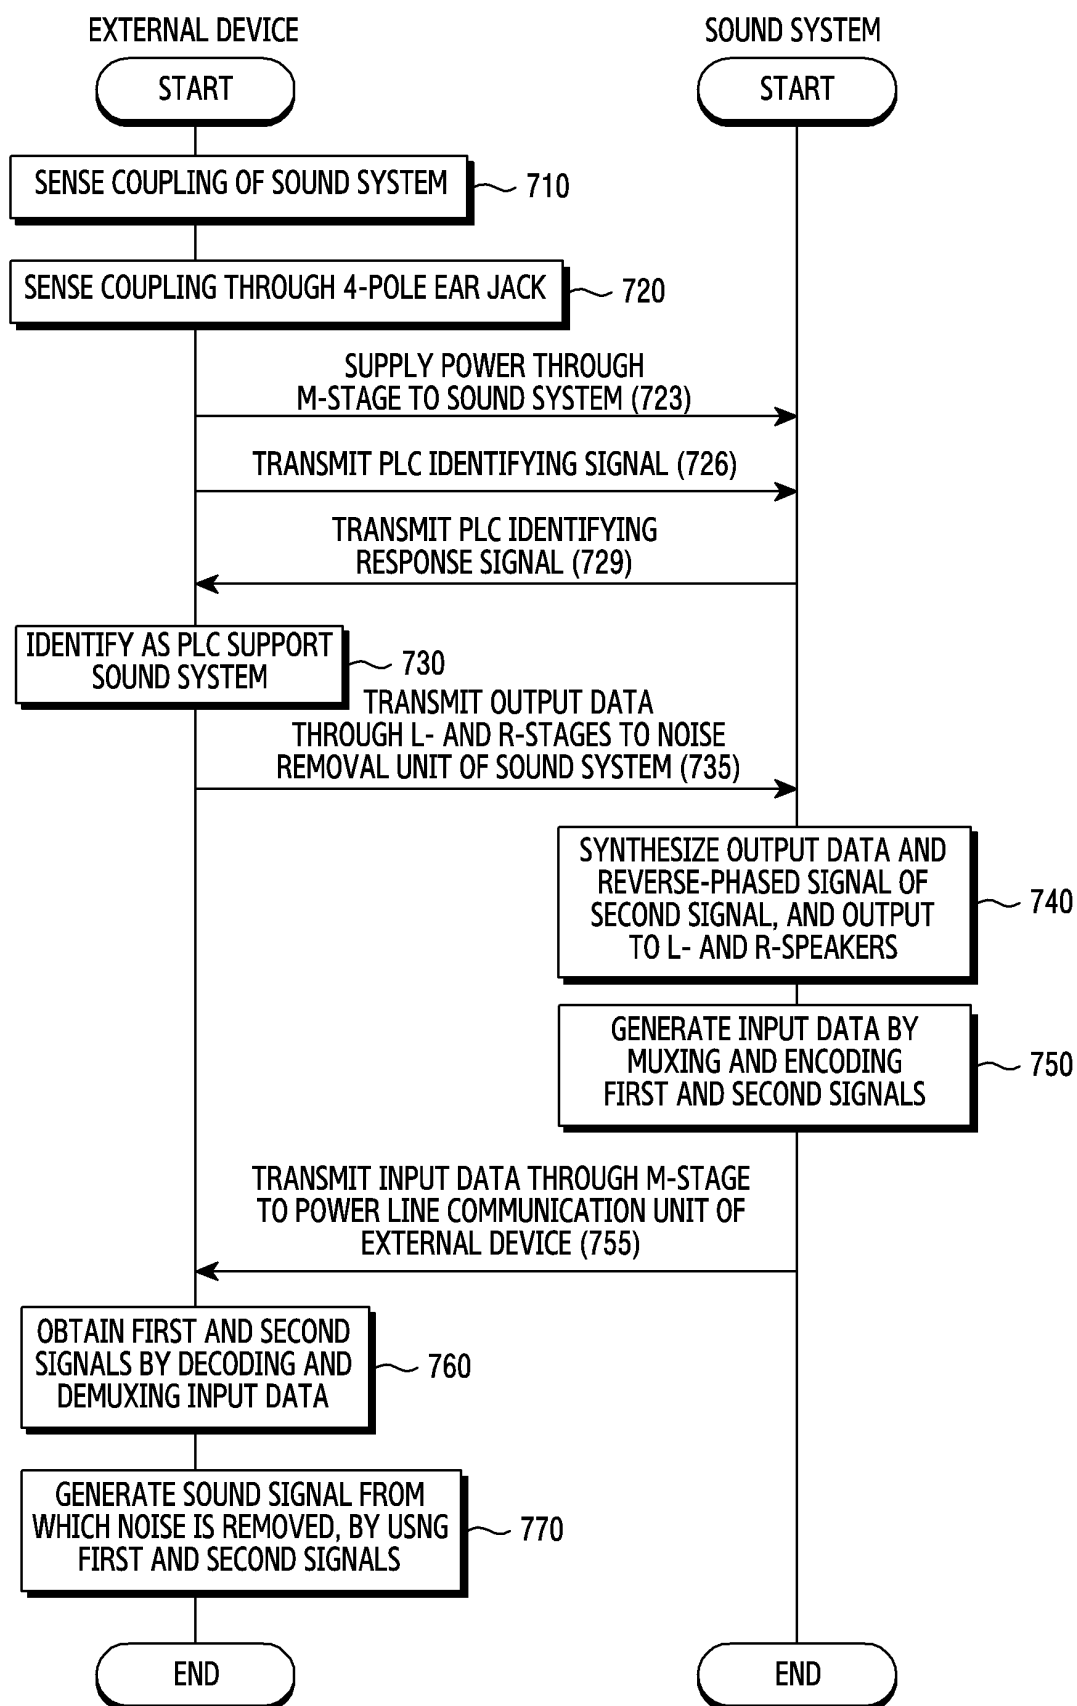 EXTERNAL DEVICE
SOUND SYSTEM
START
START
SENSE COUPLING OF SOUND SYSTEM
710
SENSE COUPLING THROUGH 4-POLE EAR JACK
720
SUPPLY POWER THROUGH
M-STAGE TO SOUND SYSTEM (723)
TRANSMIT PLC IDENTIFYING SIGNAL (726)
TRANSMIT PLC IDENTIFYING
RESPONSE SIGNAL (729)
IDENTIFY AS PLC SUPPORT
SOUND SYSTEM
730
TRANSMIT OUTPUT DATA
THROUGH L- AND R-STAGES TO NOISE
REMOVAL UNIT OF SOUND SYSTEM (735)
SYNTHESIZE OUTPUT DATA AND
REVERSE-PHASED SIGNAL OF
SECOND SIGNAL, AND OUTPUT
TO L- AND R-SPEAKERS
740
GENERATE INPUT DATA BY
MUXING AND ENCODING
FIRST AND SECOND SIGNALS
750
TRANSMIT INPUT DATA THROUGH M-STAGE
TO POWER LINE COMMUNICATION UNIT OF
EXTERNAL DEVICE (755)
OBTAIN FIRST AND SECOND
SIGNALS BY DECODING AND
DEMUXING INPUT DATA
760
GENERATE SOUND SIGNAL FROM
WHICH NOISE IS REMOVED, BY USNG
FIRST AND SECOND SIGNALS
770
END
END